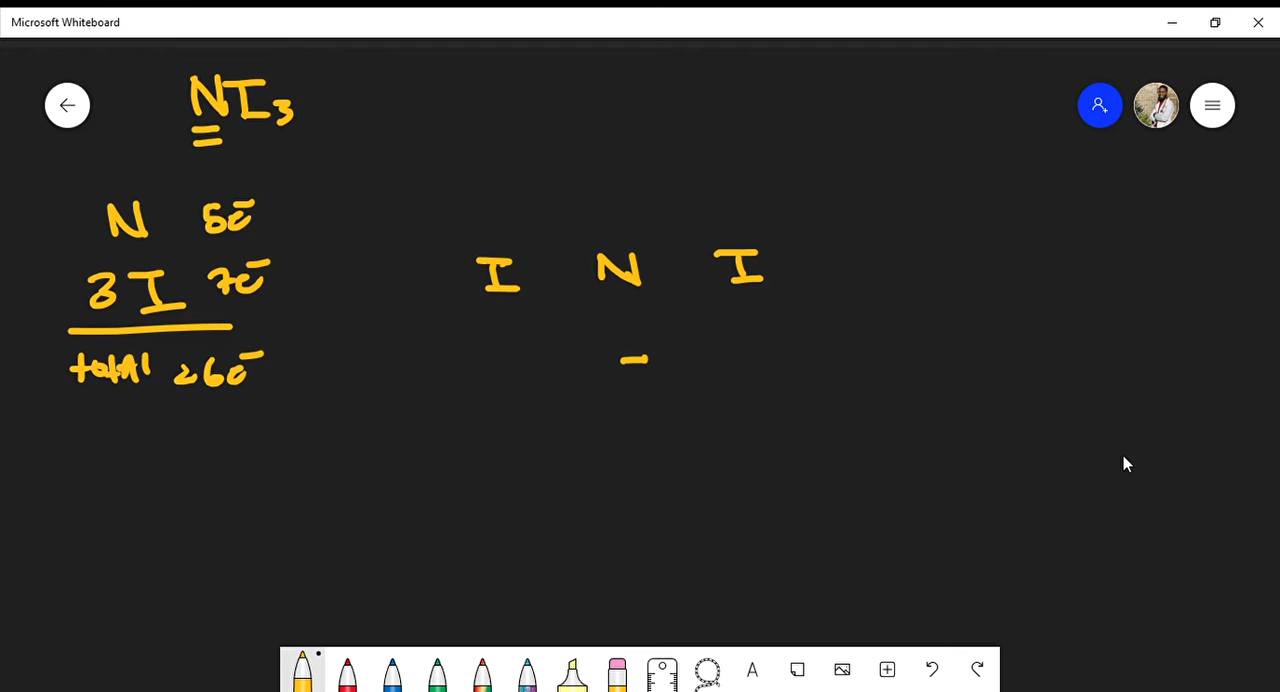 Microsoft Whiteboard
NI₃
N 5e⁻
3 I 7e⁻
total 26e⁻
I N I
A